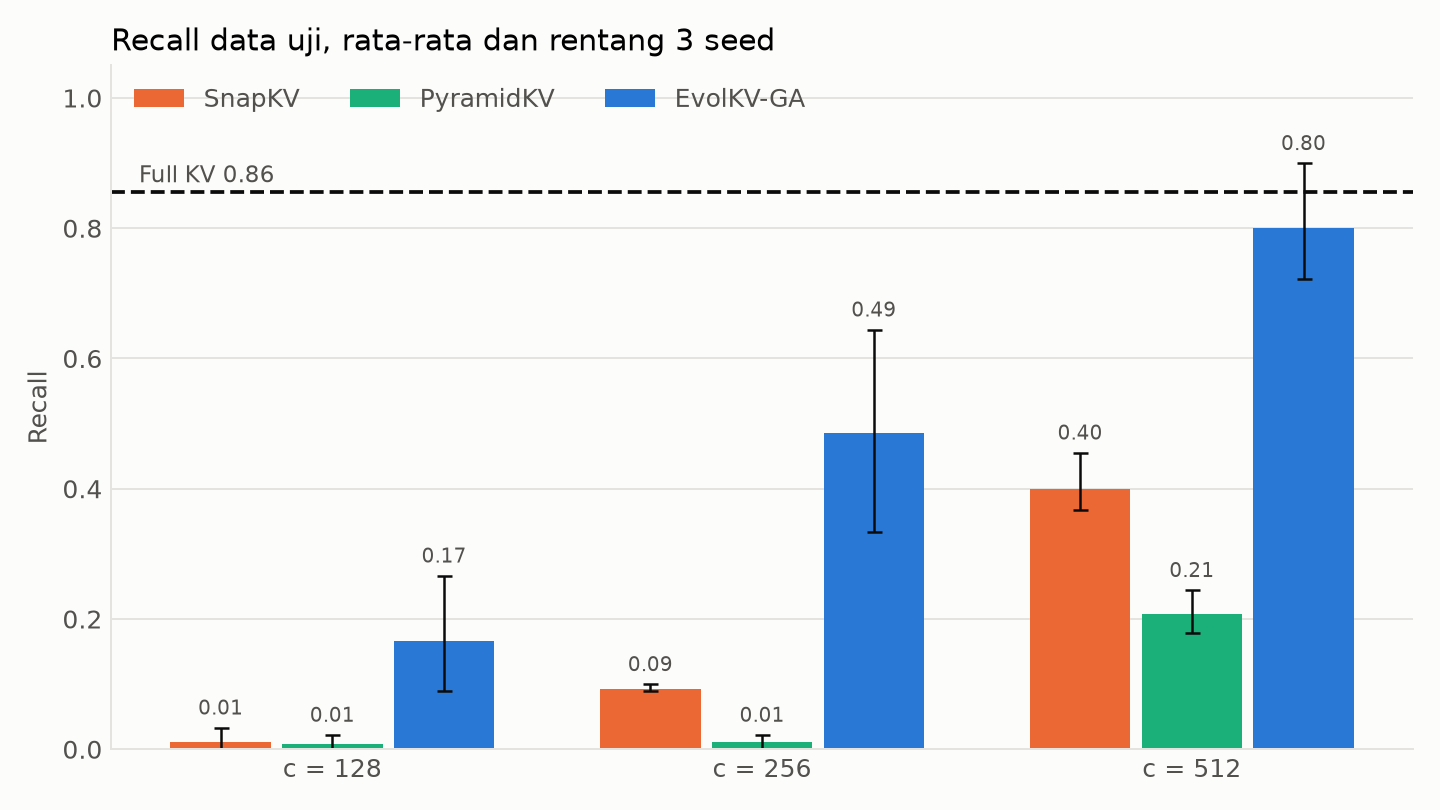 Recall data uji, rata-rata dan rentang 3 seed
SnapKV PyramidKV EvolKV-GA
Full KV 0.86
Recall
1.0
0.8
0.6
0.4
0.2
0.0
0.01
0.01
0.17
0.09
0.01
0.49
0.40
0.21
0.80
c = 128
c = 256
c = 512